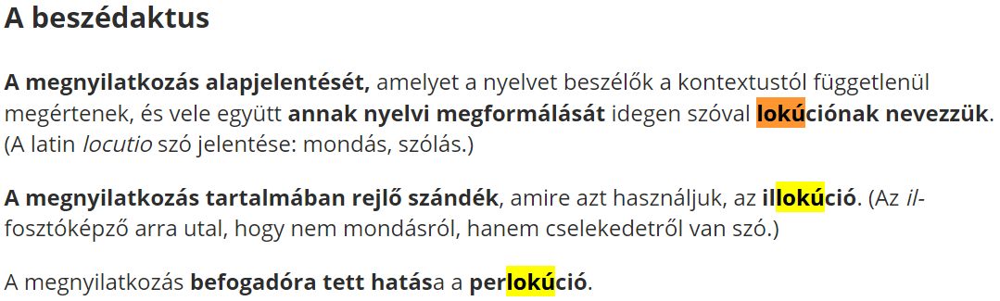 A beszédaktus
A megnyilatkozás alapjelentését, amelyet a nyelvet beszélők a kontextustól függetlenül
megértenek, és vele együtt annak nyelvi megformálását idegen szóval lokúciónak nevezzük.
(A latin locutio szó jelentése: mondás, szólás.)
A megnyilatkozás tartalmában rejlő szándék, amire azt használjuk, az illokúció. (Az il-
fosztóképző arra utal, hogy nem mondásról, hanem cselekedetről van szó.)
A megnyilatkozás befogadóra tett hatása a perlokúció.